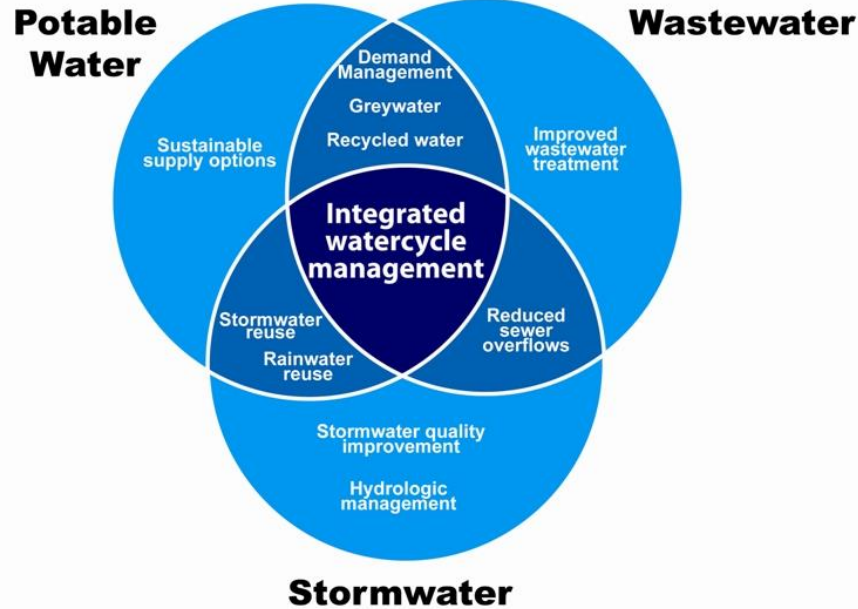 Potable
Water
Wastewater
Demand
Management
Greywater
Recycled water
Sustainable
supply options
Improved
wastewater
treatment
Integrated
watercycle
management
Stormwater
reuse
Rainwater
reuse
Reduced
sewer
overflows
Stormwater quality
improvement
Hydrologic
management
Stormwater